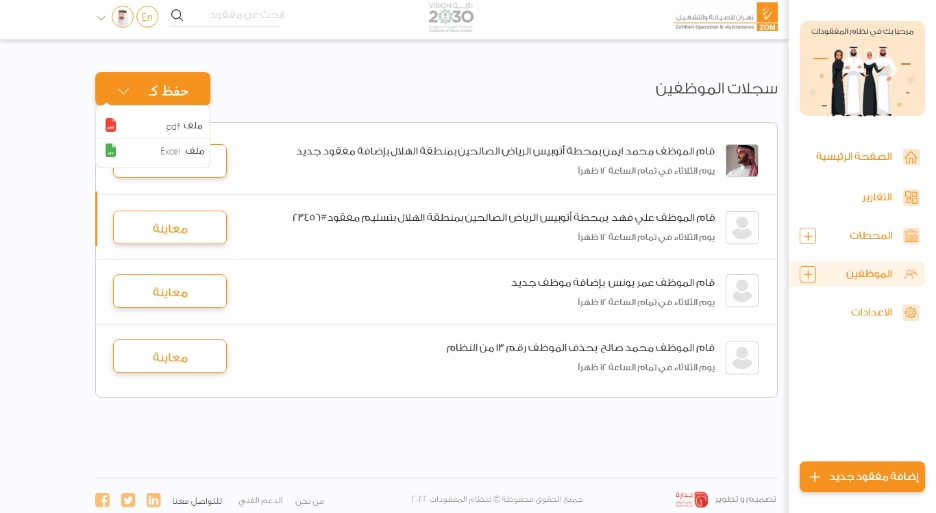 ابحث عن مفقود
En
VISION رؤيـــة
2030
زهـران للصيـانـة والـتـشغيـل
ZAHRAN Operation & Maintenance
ZOM
مرحبا بك في نظام المفقودات
الصفحة الرئيسية
التقارير
المحطات
الموظفين
الاعدادات
إضافة مفقود جديد
سجلات الموظفين
حفظ كـ
ملف pdf
ملف Excel
قام الموظف محمد ايمن بمحطة أتوبيس الرياض الصالحين بمنطقة الهلال بإضافة مفقود جديد
يوم الثلاثاء في تمام الساعة ١٢ ظهراً
قام الموظف علي فهد بمحطة أتوبيس الرياض الصالحين بمنطقة الهلال بتسليم مفقود#٢٣٤٥٦
يوم الثلاثاء في تمام الساعة ١٢ ظهراً
معاينة
قام الموظف عمر يونس بإضافة موظف جديد
يوم الثلاثاء في تمام الساعة ١٢ ظهراً
معاينة
قام الموظف محمد صالح بحذف الموظف رقم ١٣ من النظام
يوم الثلاثاء في تمام الساعة ١٢ ظهراً
معاينة
تصميم و تطوير
جدارة
جميع الحقوق محفوظة © لنظام المفقودات ٢٠٢٢
من نحن
الدعم الفني
للتواصل معنا